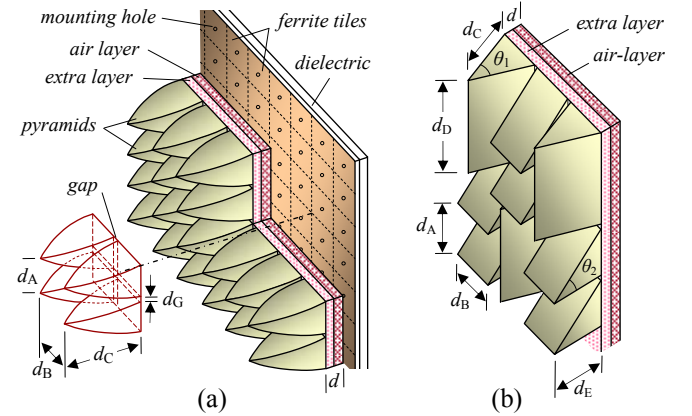 mounting hole
ferrite tiles
air layer
extra layer
dielectric
pyramids
gap
dA
dG
dB
dC
d
(a)
d
dC
extra layer
air-layer
θ1
dD
dA
θ2
dB
dE
(b)